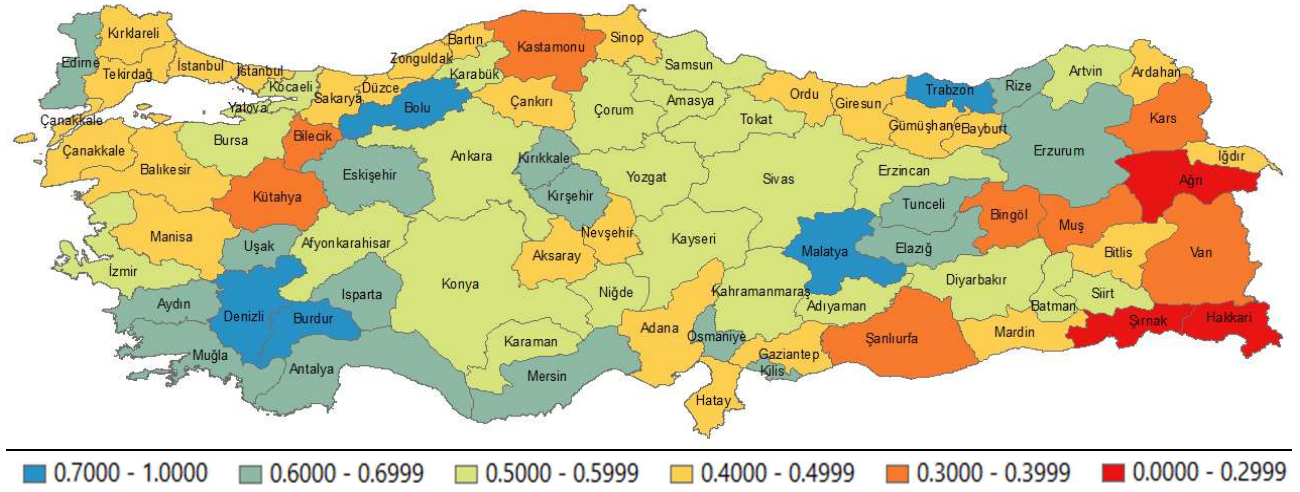 Kırklareli
Edirne
Tekirdağ
İstanbul
İstanbul
Kocaeli
Yalova
Sakarya
Düzce
Zonguldak
Bartın
Karabük
Kastamonu
Sinop
Samsun
Bolu
Çankırı
Çorum
Amasya
Tokat
Ordu
Giresun
Trabzon
Rize
Artvin
Ardahan
Gümüşhane
Bayburt
Kars
Çanakkale
Çanakkale
Balıkesir
Bursa
Bilecik
Eskişehir
Ankara
Kırıkkale
Kırşehir
Yozgat
Sivas
Erzincan
Erzurum
Iğdır
Ağrı
Kütahya
Manisa
Uşak
Afyonkarahisar
Konya
Aksaray
Nevşehir
Kayseri
Malatya
Tunceli
Elazığ
Bingöl
Muş
Bitlis
Van
İzmir
Aydın
Denizli
Burdur
Isparta
Niğde
Kahramanmaraş
Adıyaman
Diyarbakır
Batman
Siirt
Şırnak
Hakkari
Muğla
Antalya
Karaman
Mersin
Adana
Osmaniye
Gaziantep
Kilis
Hatay
Şanlıurfa
Mardin
0.7000 - 1.0000 0.6000 - 0.6999 0.5000 - 0.5999 0.4000 - 0.4999 0.3000 - 0.3999 0.0000 - 0.2999